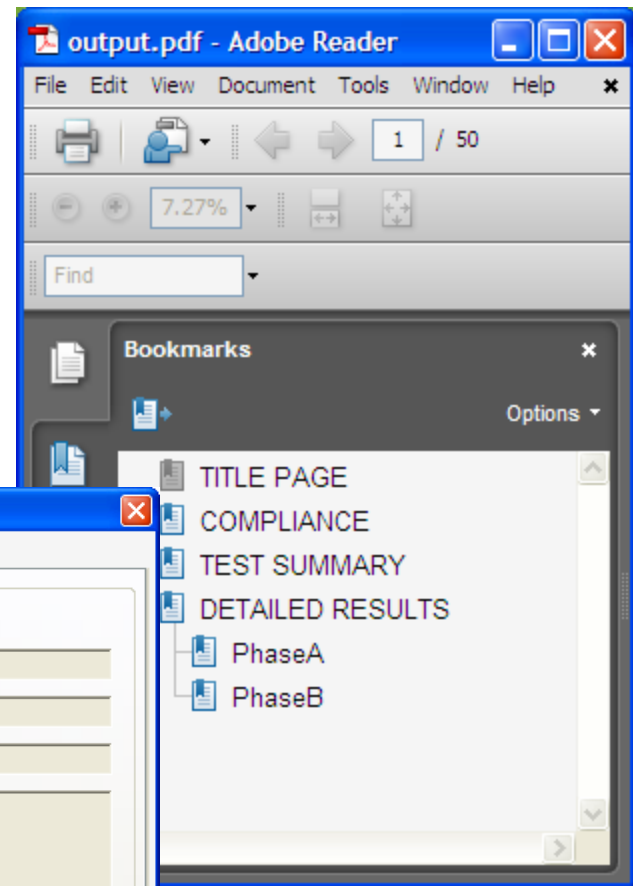 output.pdf - Adobe Reader
File Edit View Document Tools Window Help
1 / 50
7.27%
Find
Bookmarks
Options
TITLE PAGE
COMPLIANCE
TEST SUMMARY
DETAILED RESULTS
PhaseA
PhaseB